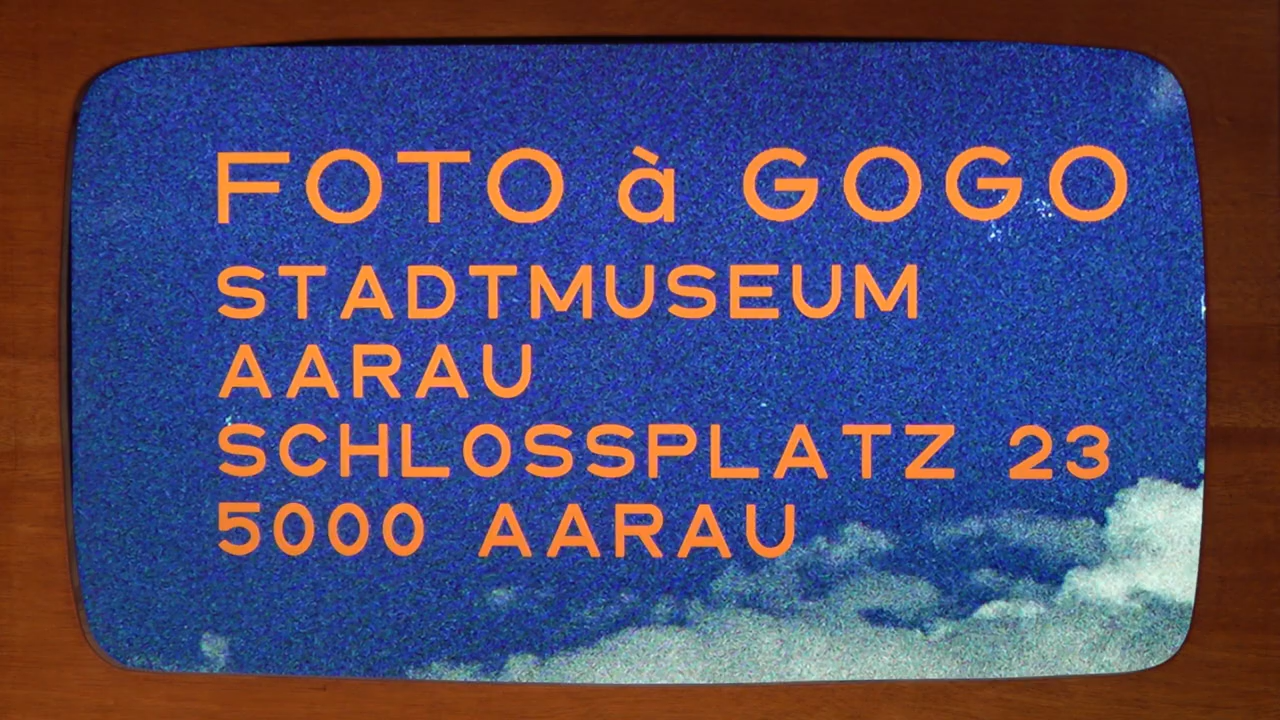 FOTO à GOGO
STADTMUSEUM
AARAU
SCHLOSSPLATZ 23
5000 AARAU